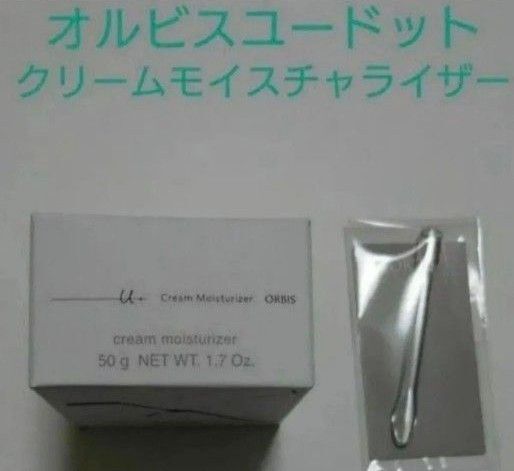 オルビスユードット
クリームモイスチャライザー
u. Cream Moisturizer ORBIS
cream moisturizer
50 g NET WT. 1.7 Oz.